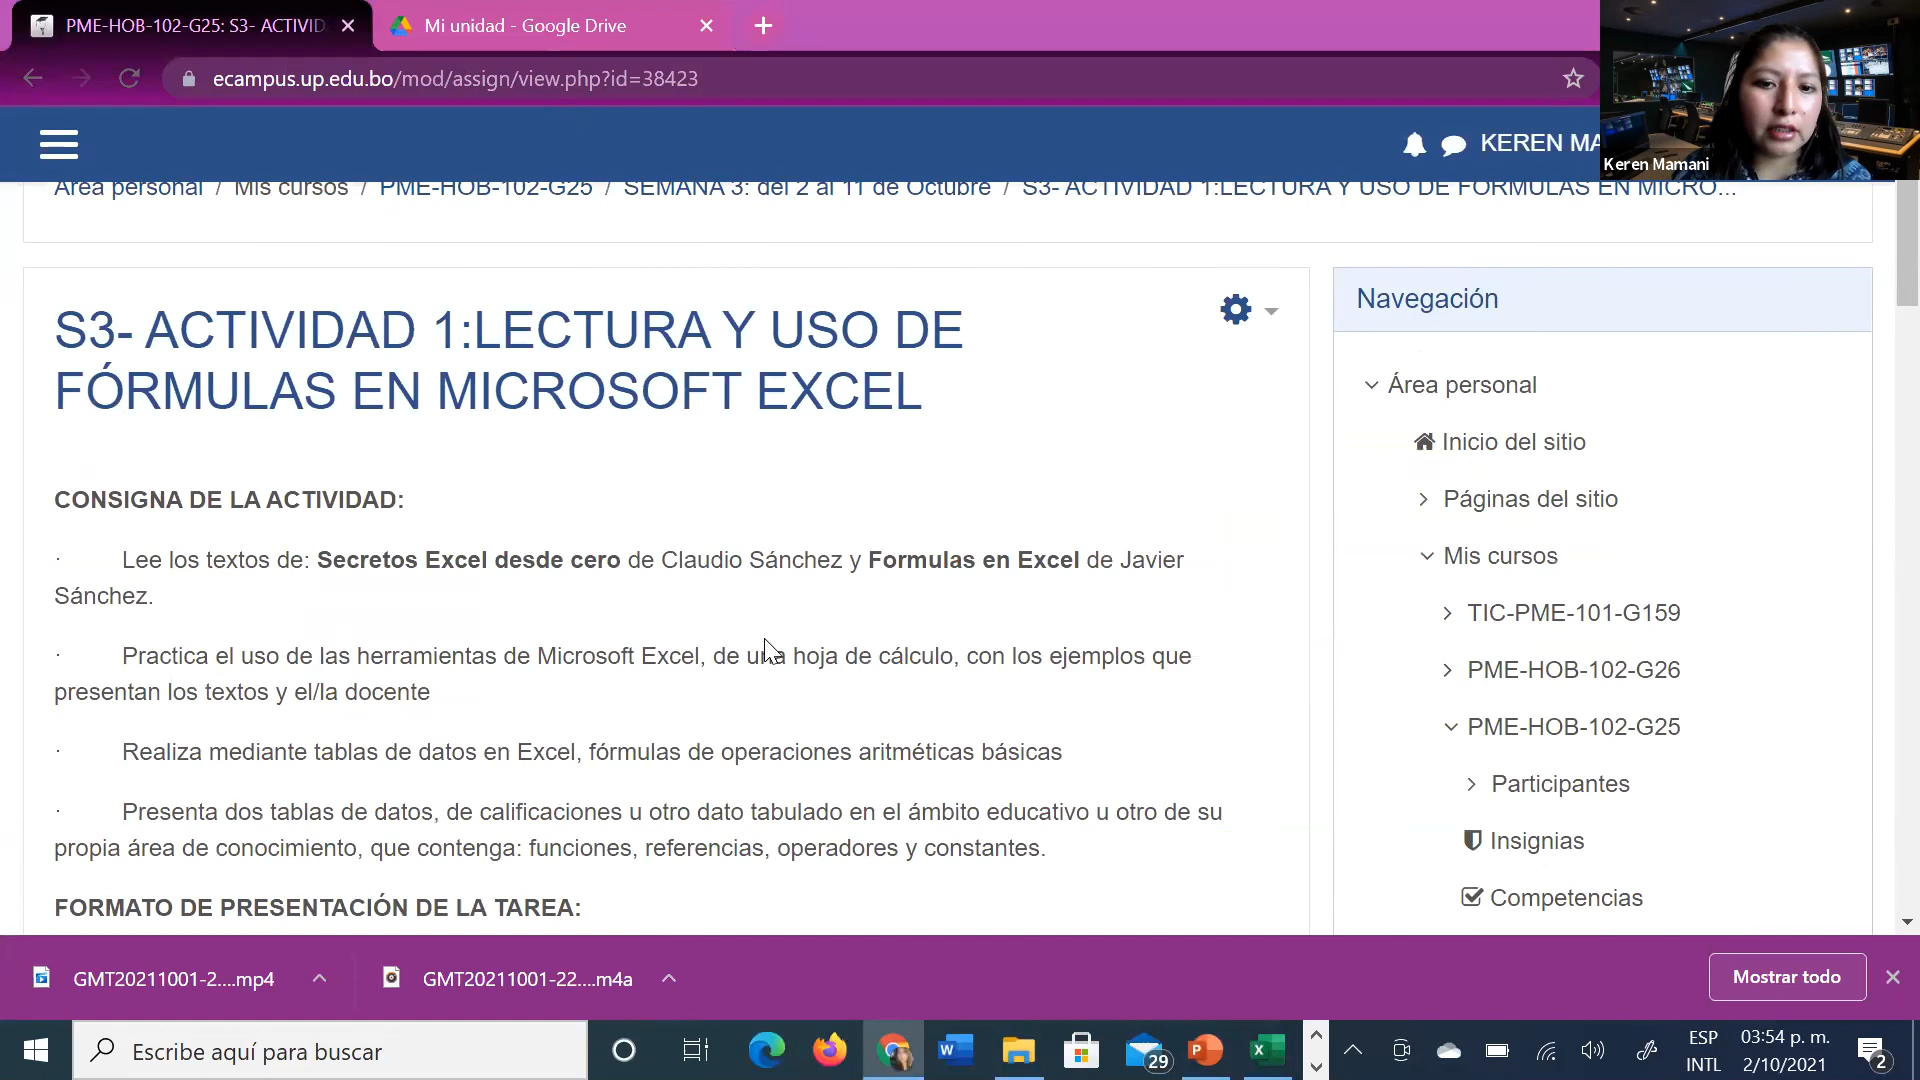 PME-HOB-102-G25: S3- ACTIVID
Mi unidad - Google Drive
ecampus.up.edu.bo/mod/assign/view.php?id=38423
KEREN MA
Keren Mamani
Área personal / Mis cursos / PME-HOB-102-G25 / SEMANA 3: del 2 al 11 de Octubre / S3- ACTIVIDAD 1:LECTURA Y USO DE FÓRMULAS EN MICRO...
S3- ACTIVIDAD 1:LECTURA Y USO DE
FÓRMULAS EN MICROSOFT EXCEL
CONSIGNA DE LA ACTIVIDAD:
· Lee los textos de: Secretos Excel desde cero de Claudio Sánchez y Formulas en Excel de Javier
Sánchez.
· Practica el uso de las herramientas de Microsoft Excel, de una hoja de cálculo, con los ejemplos que
presentan los textos y el/la docente
· Realiza mediante tablas de datos en Excel, fórmulas de operaciones aritméticas básicas
· Presenta dos tablas de datos, de calificaciones u otro dato tabulado en el ámbito educativo u otro de su
propia área de conocimiento, que contenga: funciones, referencias, operadores y constantes.
FORMATO DE PRESENTACIÓN DE LA TAREA:
Navegación
Área personal
Inicio del sitio
Páginas del sitio
Mis cursos
TIC-PME-101-G159
PME-HOB-102-G26
PME-HOB-102-G25
Participantes
Insignias
Competencias
GMT20211001-2....mp4
GMT20211001-22....m4a
Mostrar todo
Escribe aquí para buscar
29
ESP
INTL
03:54 p. m.
2/10/2021
2